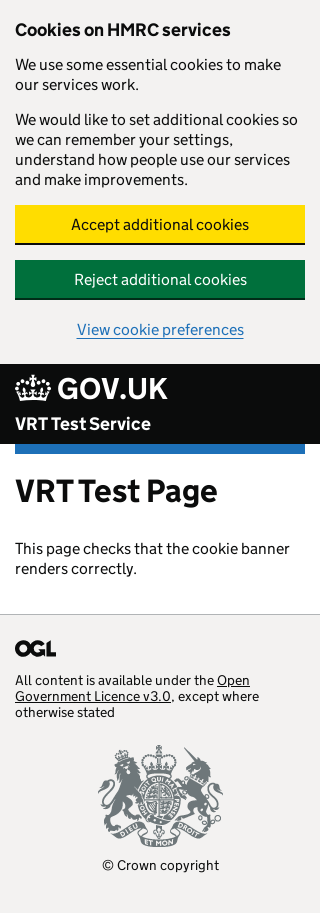 Cookies on HMRC services
We use some essential cookies to make
our services work.
We would like to set additional cookies so
we can remember your settings,
understand how people use our services
and make improvements.
Accept additional cookies
Reject additional cookies
View cookie preferences
GOV.UK
VRT Test Service
VRT Test Page
This page checks that the cookie banner
renders correctly.
OGL
All content is available under the Open
Government Licence v3.0, except where
otherwise stated
DIEU ET MON DROIT
© Crown copyright